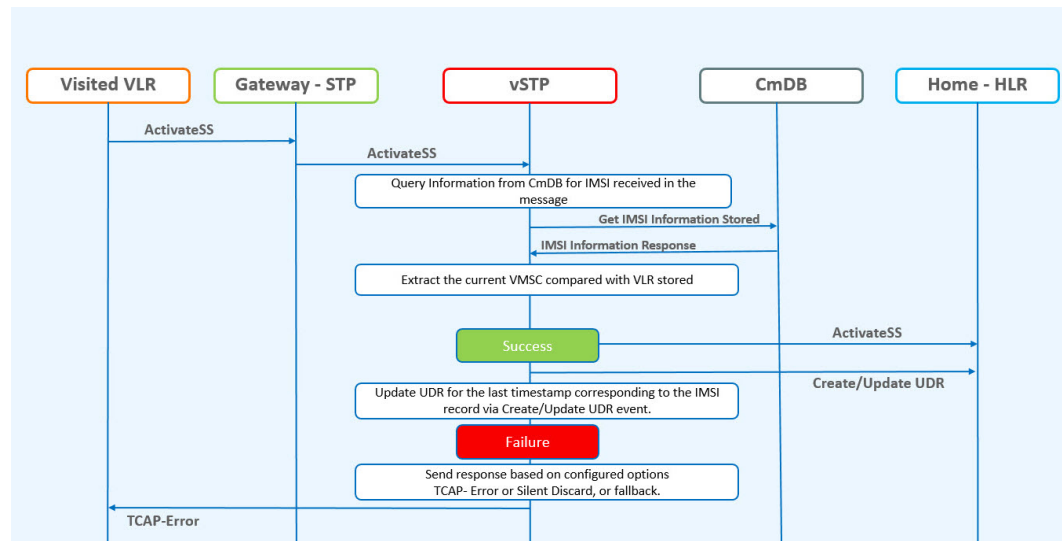 Visited VLR
Gateway - STP
vSTP
CmDB
Home - HLR
ActivateSS
ActivateSS
Query Information from CmDB for IMSI received in the
message
Get IMSI Information Stored
IMSI Information Response
Extract the current VMSC compared with VLR stored
Success
ActivateSS
Create/Update UDR
Update UDR for the last timestamp corresponding to the IMSI
record via Create/Update UDR event.
Failure
Send response based on configured options
TCAP- Error or Silent Discard, or fallback.
TCAP-Error